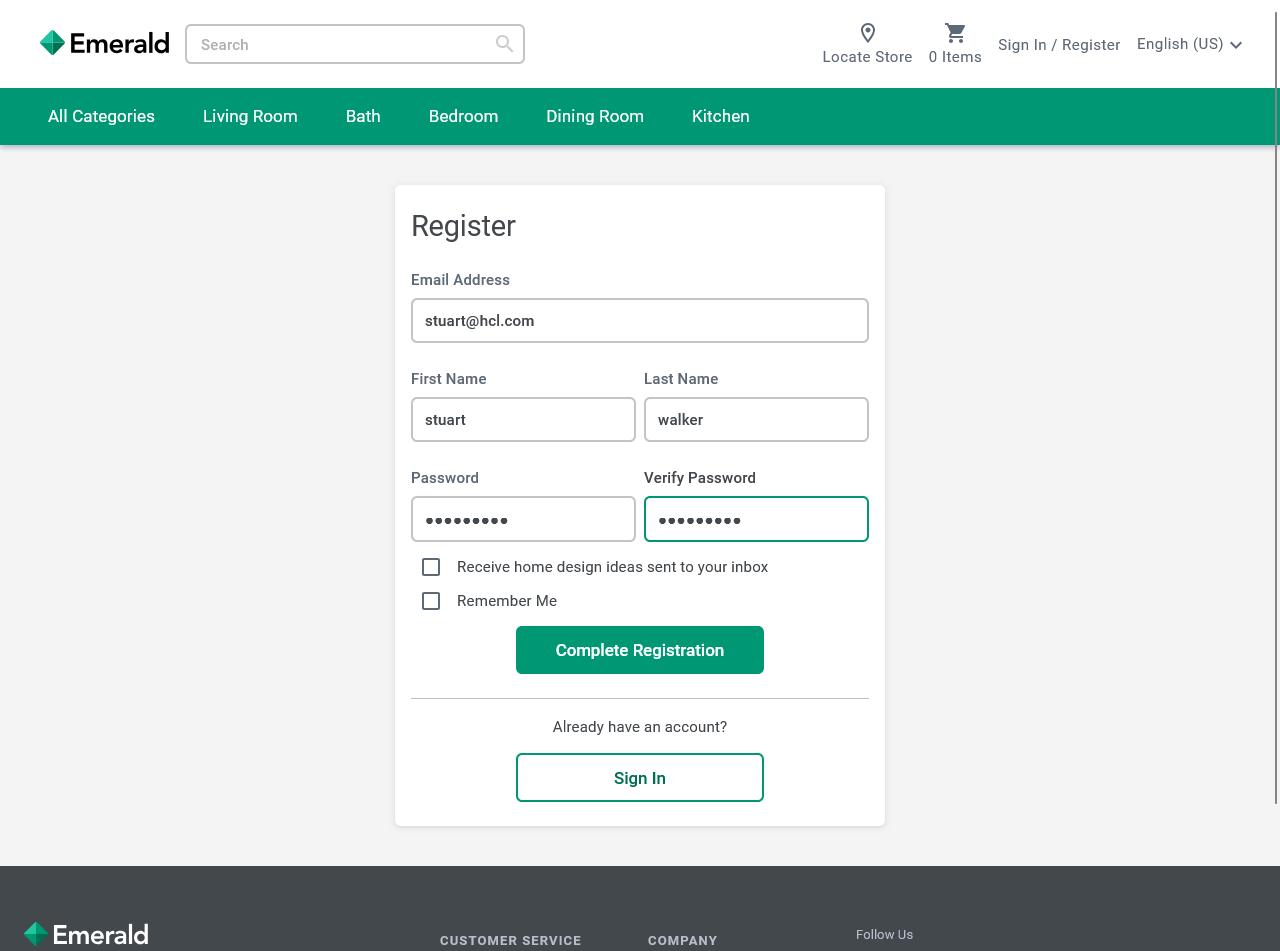 Emerald
Search
Locate Store
0 Items
Sign In / Register
English (US)
All Categories
Living Room
Bath
Bedroom
Dining Room
Kitchen
Register
Email Address
stuart@hcl.com
First Name
Last Name
stuart
walker
Password
Verify Password
•••••••••
•••••••••
Receive home design ideas sent to your inbox
Remember Me
Complete Registration
Already have an account?
Sign In
Emerald
CUSTOMER SERVICE
COMPANY
Follow Us